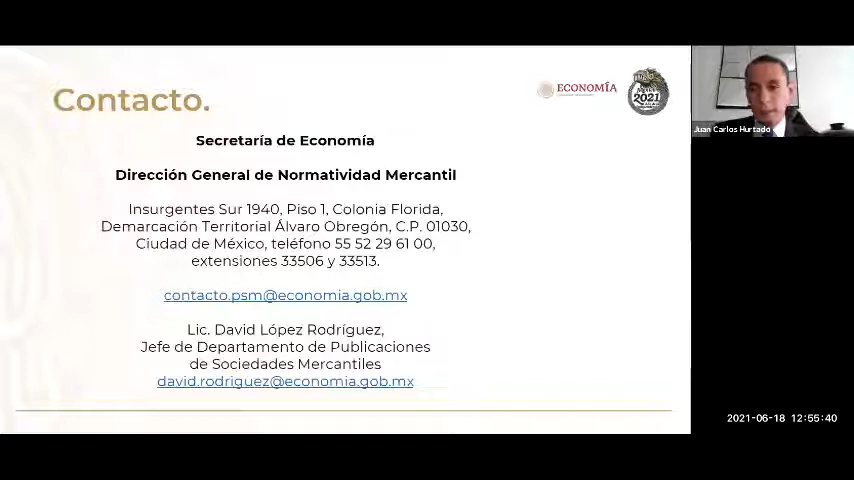 Contacto.
ECONOMÍA
México
2021
Secretaría de Economía
Dirección General de Normatividad Mercantil
Insurgentes Sur 1940, Piso 1, Colonia Florida,
Demarcación Territorial Álvaro Obregón, C.P. 01030,
Ciudad de México, teléfono 55 52 29 61 00,
extensiones 33506 y 33513.
contacto.psm@economia.gob.mx
Lic. David López Rodríguez,
Jefe de Departamento de Publicaciones
de Sociedades Mercantiles
david.rodriguez@economia.gob.mx
Juan Carlos Hurtado
2021-06-18 12:55:40